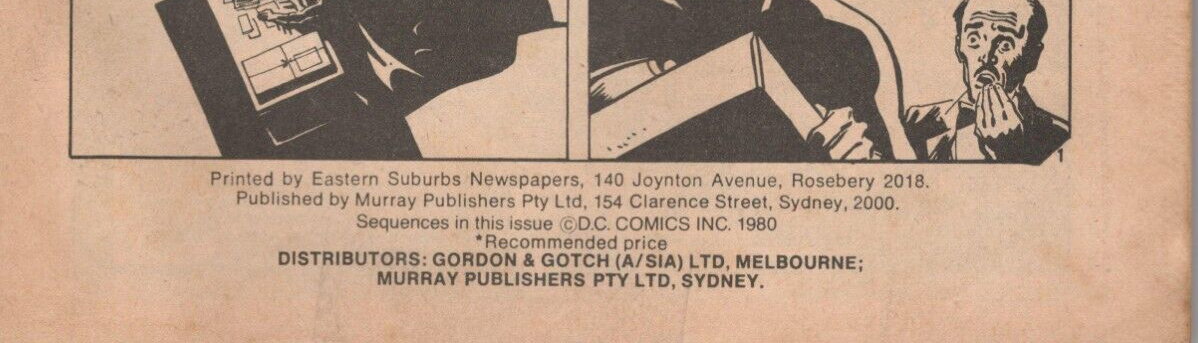 1
Printed by Eastern Suburbs Newspapers, 140 Joynton Avenue, Rosebery 2018.
Published by Murray Publishers Pty Ltd, 154 Clarence Street, Sydney, 2000.
Sequences in this issue ©D.C. COMICS INC. 1980
*Recommended price
DISTRIBUTORS: GORDON & GOTCH (A/SIA) LTD, MELBOURNE;
MURRAY PUBLISHERS PTY LTD, SYDNEY.